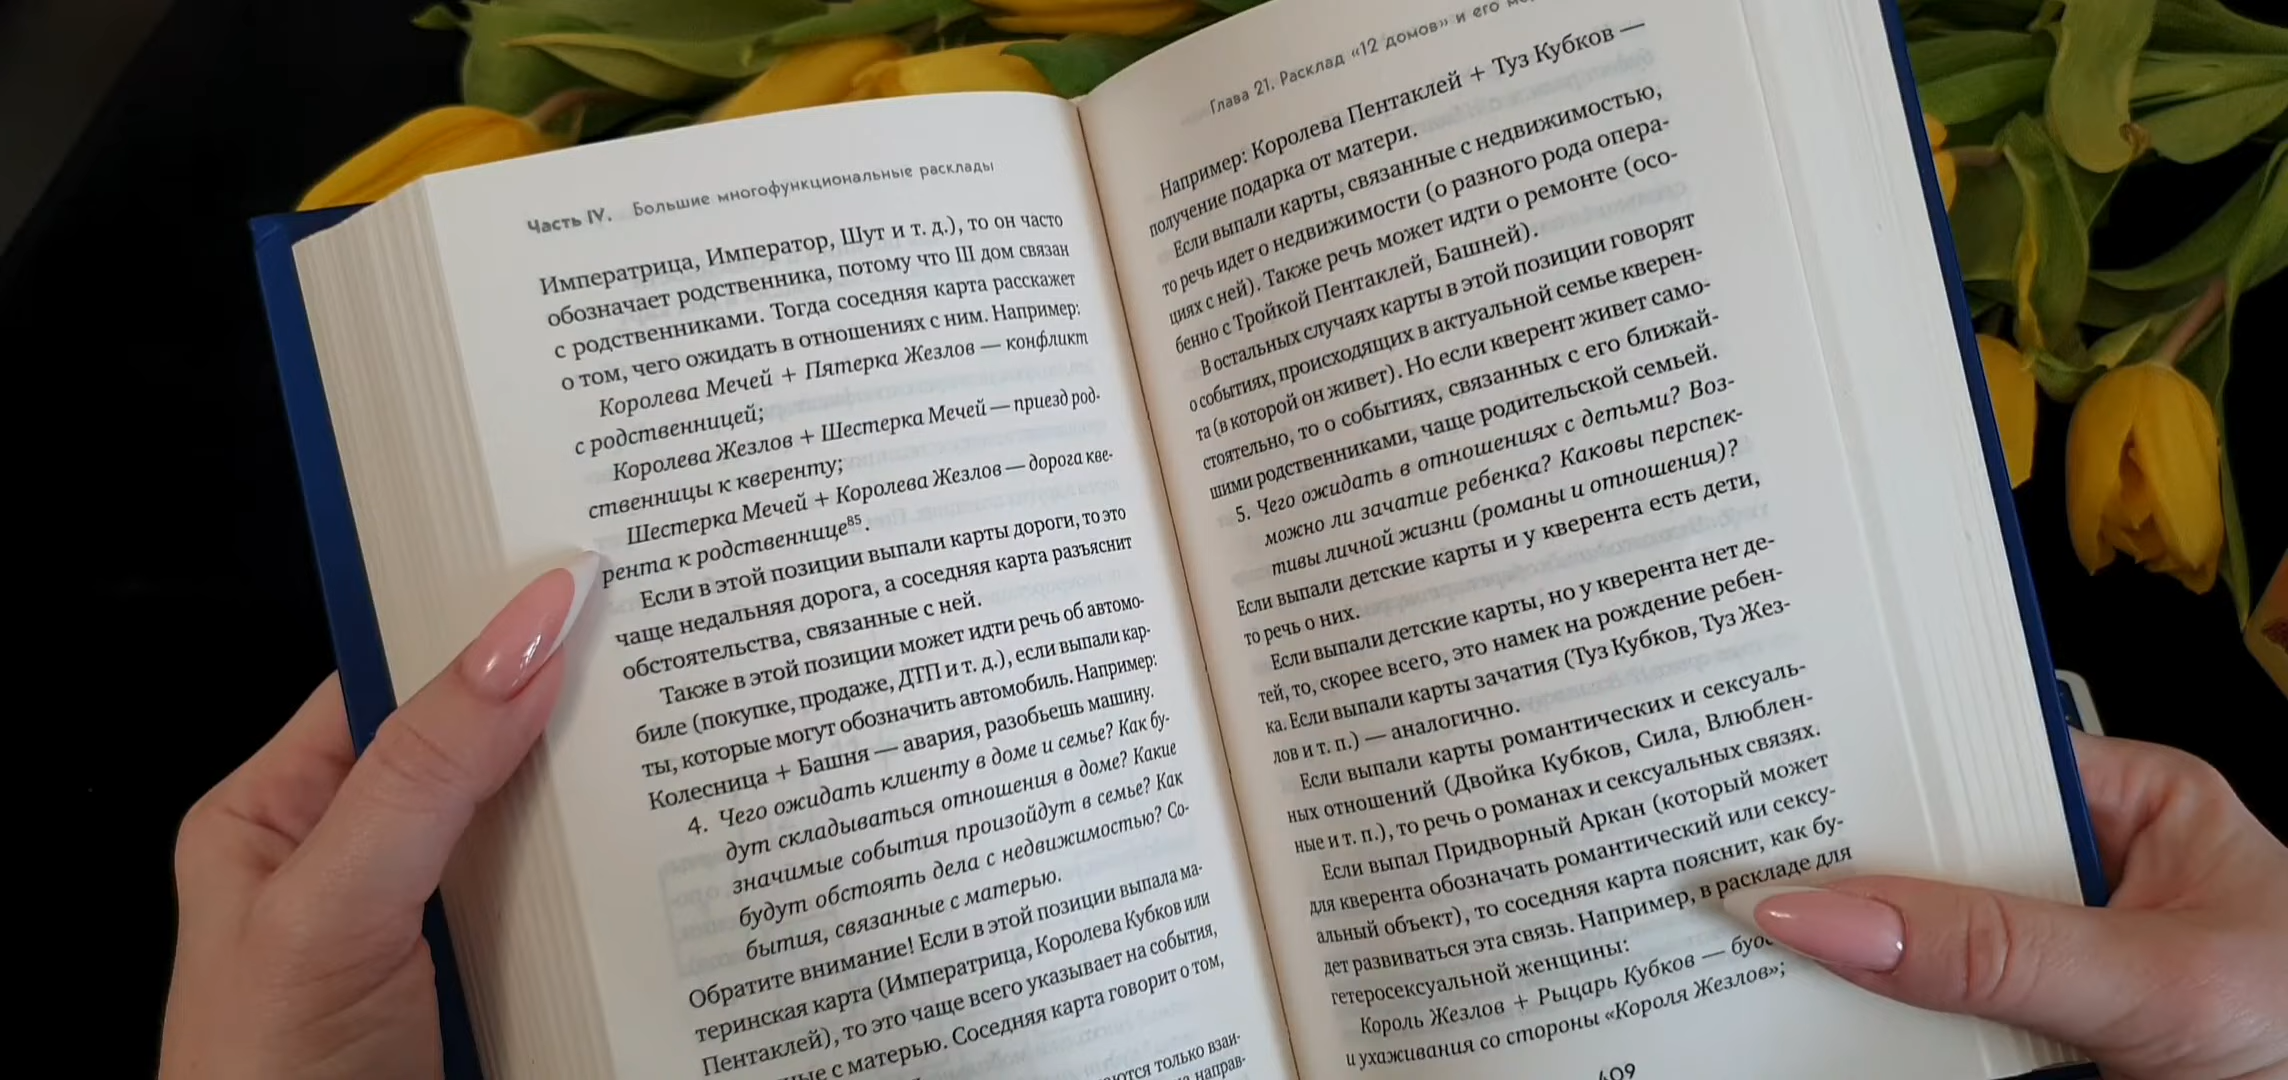 Часть IV. Большие многофункциональные расклады
Императрица, Император, Шут и т. д.), то он часто
обозначает родственника, потому что III дом связан
с родственниками. Тогда соседняя карта расскажет
о том, чего ожидать в отношениях с ним. Например:
Королева Мечей + Пятерка Жезлов — конфликт
с родственницей;
Королева Жезлов + Шестерка Мечей — приезд род-
ственницы к кверенту;
Шестерка Мечей + Королева Жезлов — дорога кве-
рента к родственнице85.
Если в этой позиции выпали карты дороги, то это
чаще недальняя дорога, а соседняя карта разъяснит
обстоятельства, связанные с ней.
Также в этой позиции может идти речь об автомо-
биле (покупке, продаже, ДТП и т. д.), если выпали кар-
ты, которые могут обозначить автомобиль. Например:
Колесница + Башня — авария, разобьешь машину.
4. Чего ожидать клиенту в доме и семье? Как бу-
дут складываться отношения в доме? Какие
значимые события произойдут в семье? Как
будут обстоять дела с недвижимостью? Со-
бытия, связанные с матерью.
Обратите внимание! Если в этой позиции выпала ма-
теринская карта (Императрица, Королева Кубков или
Пентаклей), то это чаще всего указывает на события,
с матерью. Соседняя карта говорит о том,
только взаи-
направ-
Глава 21. Расклад «12 домов» и его
Например: Королева Пентаклей + Туз Кубков —
получение подарка от матери.
Если выпали карты, связанные с недвижимостью,
то речь идет о недвижимости (о разного рода опера-
циях с ней). Также речь может идти о ремонте (осо-
бенно с Тройкой Пентаклей, Башней).
В остальных случаях карты в этой позиции говорят
о событиях, происходящих в актуальной семье кверен-
та (в которой он живет). Но если кверент живет само-
стоятельно, то о событиях, связанных с его ближай-
шими родственниками, чаще родительской семьей.
5. Чего ожидать в отношениях с детьми? Воз-
можно ли зачатие ребенка? Каковы перспек-
тивы личной жизни (романы и отношения)?
Если выпали детские карты и у кверента есть дети,
то речь о них.
Если выпали детские карты, но у кверента нет де-
тей, то, скорее всего, это намек на рождение ребен-
ка. Если выпали карты зачатия (Туз Кубков, Туз Жез-
лов и т. п.) — аналогично.
Если выпали карты романтических и сексуаль-
ных отношений (Двойка Кубков, Сила, Влюблен-
ные и т. п.), то речь о романах и сексуальных связях.
Если выпал Придворный Аркан (который может
для кверента обозначать романтический или сексу-
альный объект), то соседняя карта пояснит, как бу-
дет развиваться эта связь. Например, в раскладе для
гетеросексуальной женщины:
Король Жезлов + Рыцарь Кубков —
и ухаживания со стороны «Короля Жезлов»;
409